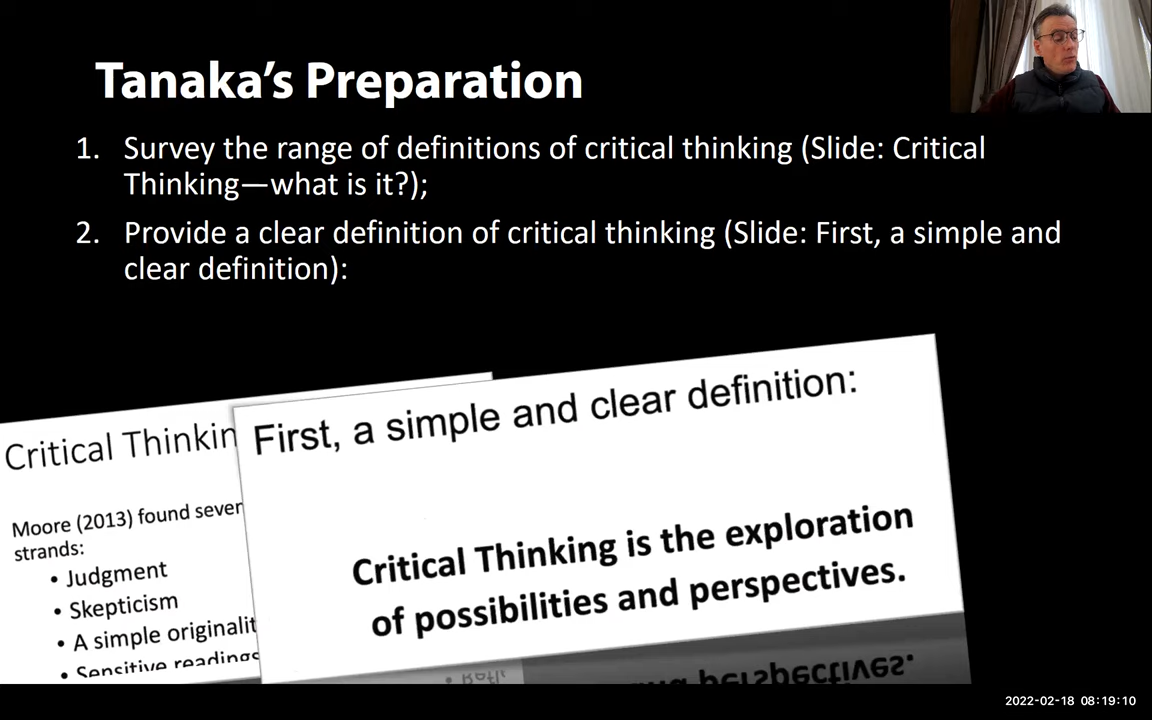 Tanaka's Preparation
1. Survey the range of definitions of critical thinking (Slide: Critical
Thinking—what is it?);
2. Provide a clear definition of critical thinking (Slide: First, a simple and
clear definition):
Critical Thinkin
Moore (2013) found seven
strands:
• Judgment
• Skepticism
• A simple originalit
• Sensitive readings
First, a simple and clear definition:
Critical Thinking is the exploration
of possibilities and perspectives.
2022-02-18 08:19:10